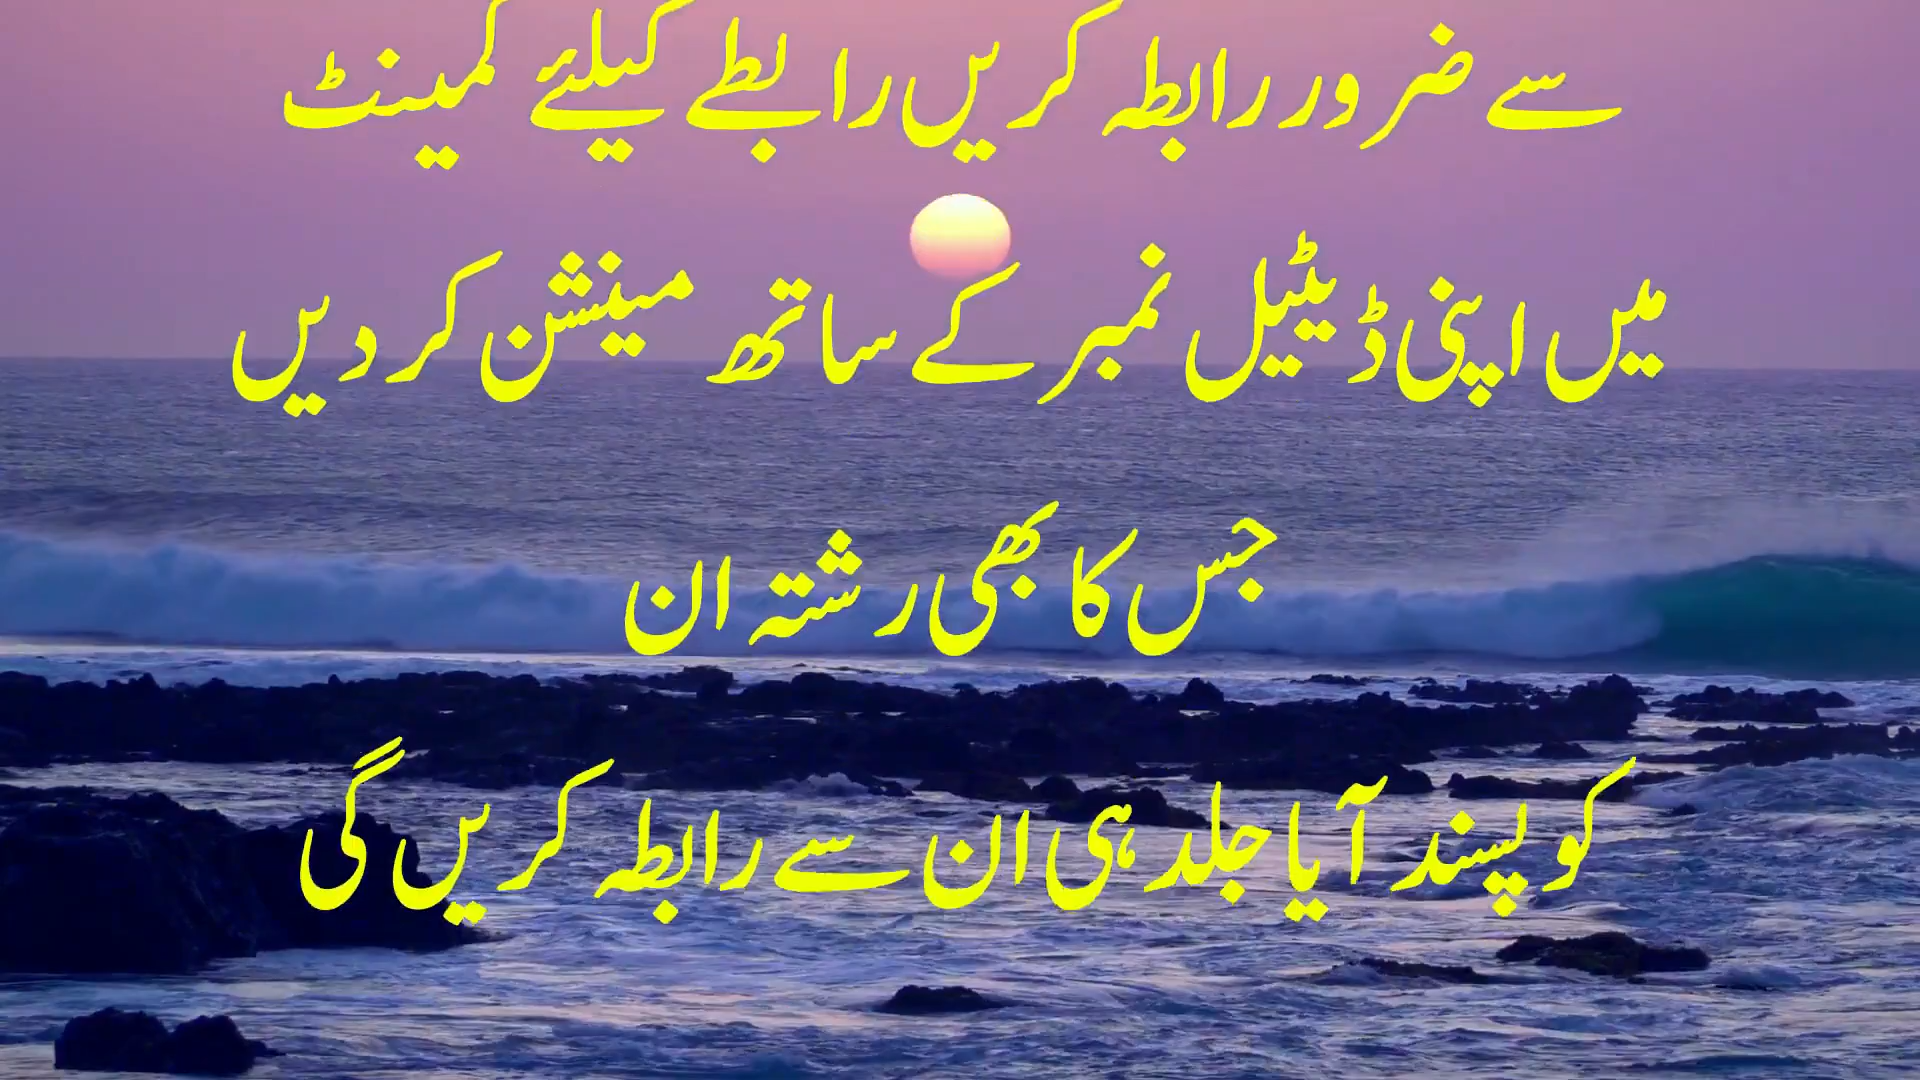 سے ضرور رابطہ کریں رابطے کیلئے کمینٹ
میں اپنی ڈیٹیل نمبر کے ساتھ مینشن کر دیں
جس کا بھی رشتہ ان
کو پسند آیا جلد ہی ان سے رابطہ کریں گی